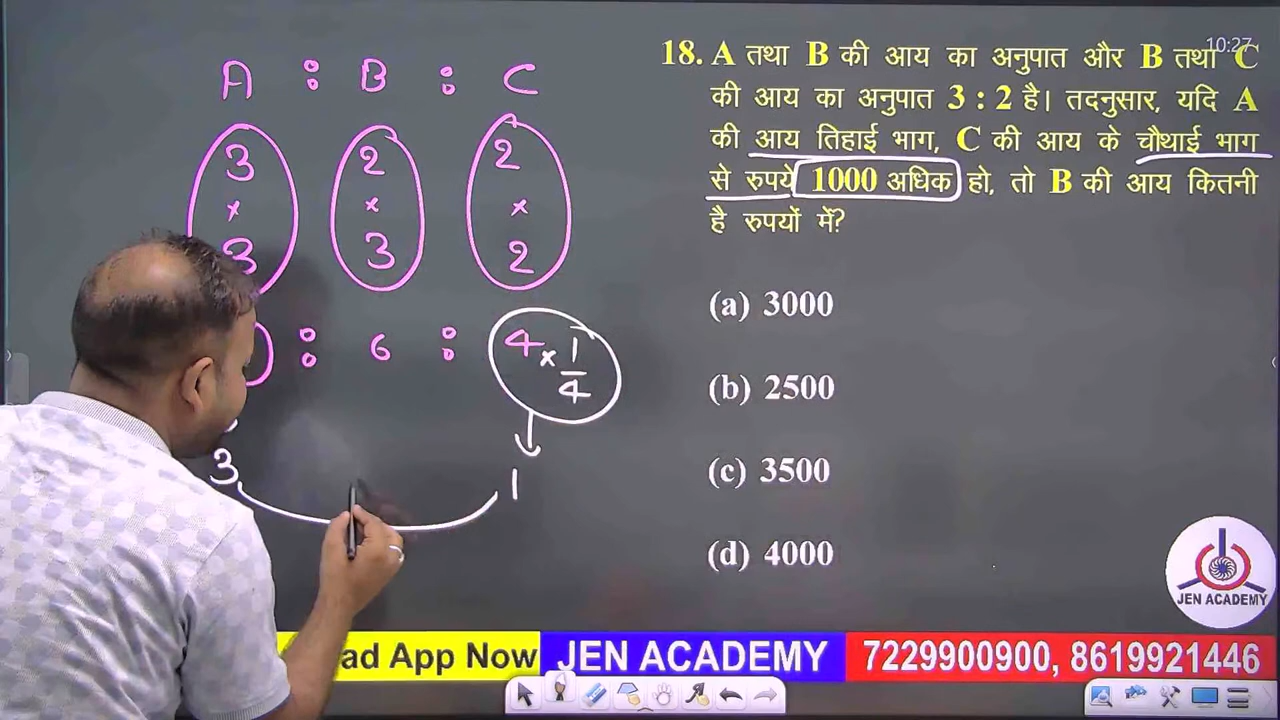 10:27
A : B : C
3 2 2
× × ×
3 3 2
: 6 : 4 × 1/4
3 1
18. A तथा B की आय का अनुपात और B तथा C
की आय का अनुपात 3 : 2 है। तदनुसार, यदि A
की आय तिहाई भाग, C की आय के चौथाई भाग
से रुपये 1000 अधिक हो, तो B की आय कितनी
है रुपयों में?
(a) 3000
(b) 2500
(c) 3500
(d) 4000
JEN ACADEMY
ad App Now JEN ACADEMY 7229900900, 8619921446